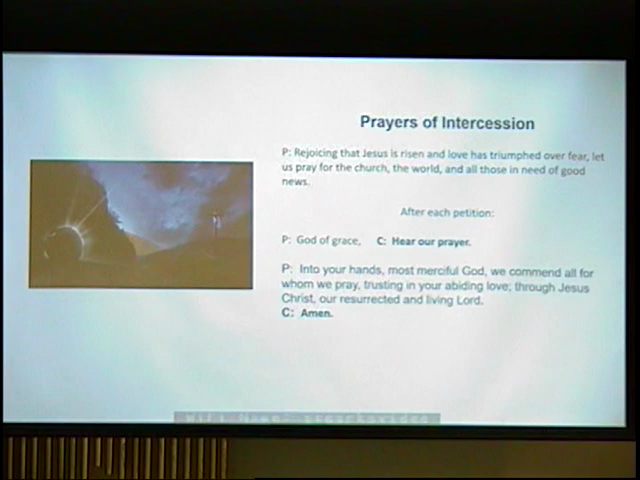 Prayers of Intercession
P: Rejoicing that Jesus is risen and love has triumphed over fear, let
us pray for the church, the world, and all those in need of good
news.
After each petition:
P: God of grace, C: Hear our prayer.
P: Into your hands, most merciful God, we commend all for
whom we pray, trusting in your abiding love; through Jesus
Christ, our resurrected and living Lord.
C: Amen.